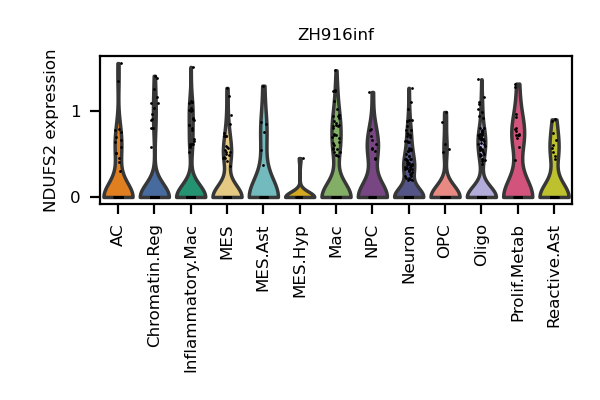 ZH916inf
NDUFS2 expression
1
0
AC
Chromatin.Reg
Inflammatory.Mac
MES
MES.Ast
MES.Hyp
Mac
NPC
Neuron
OPC
Oligo
Prolif.Metab
Reactive.Ast